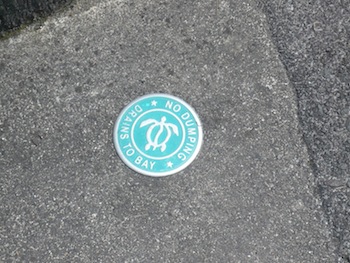 NO DUMPING
DRAINS TO BAY